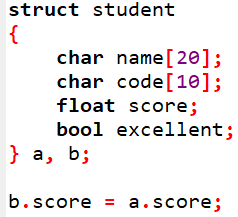 struct student
{
    char name[20];
    char code[10];
    float score;
    bool excellent;
} a, b;

b.score = a.score;